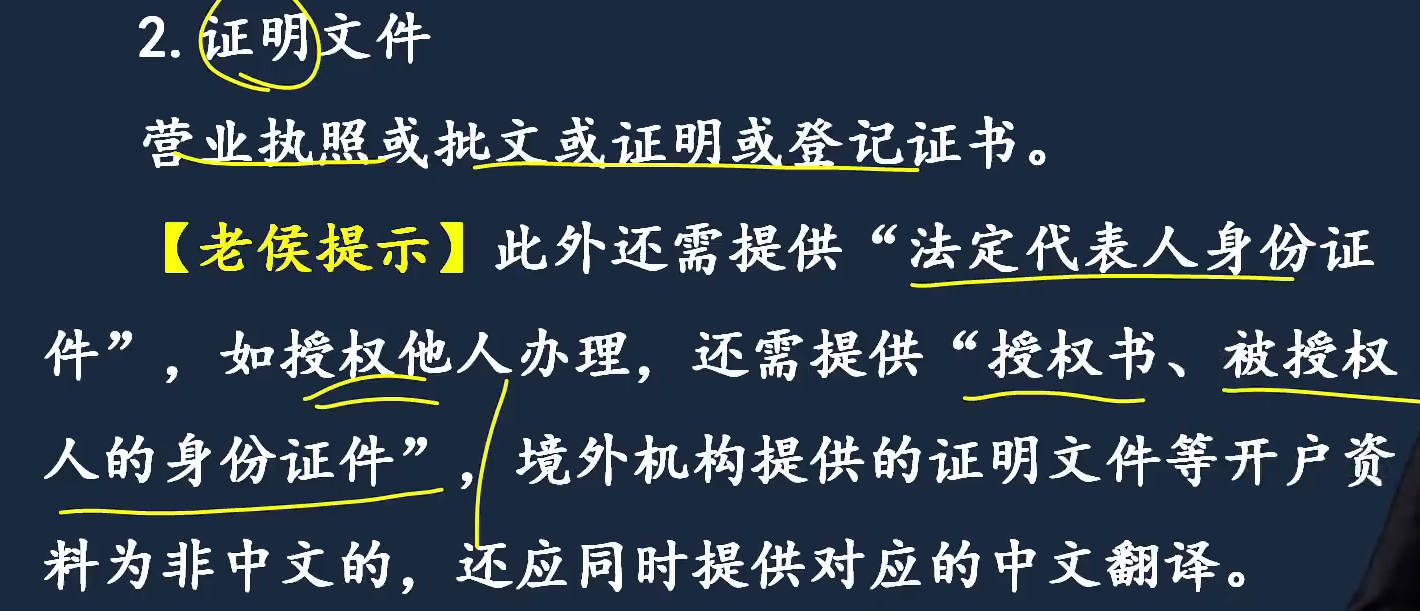 2. 证明文件
营业执照或批文或证明或登记证书。
【老侯提示】此外还需提供“法定代表人身份证
件”，如授权他人办理，还需提供“授权书、被授权
人的身份证件”，境外机构提供的证明文件等开户资
料为非中文的，还应同时提供对应的中文翻译。